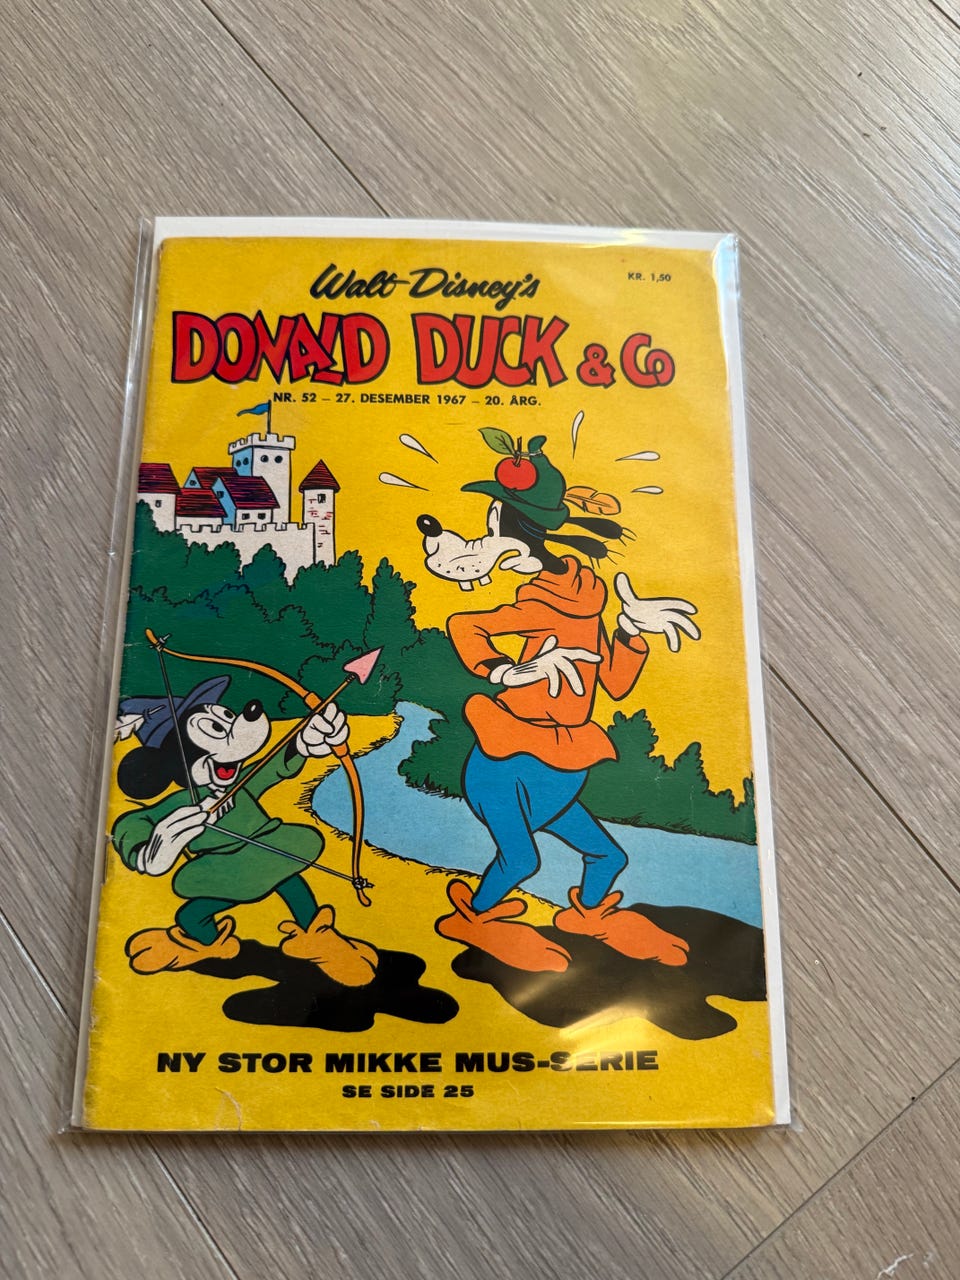 Walt Disney's
KR. 1,50
DONALD DUCK & Co
NR. 52 – 27. DESEMBER 1967 – 20. ÅRG.
NY STOR MIKKE MUS-SERIE
SE SIDE 25